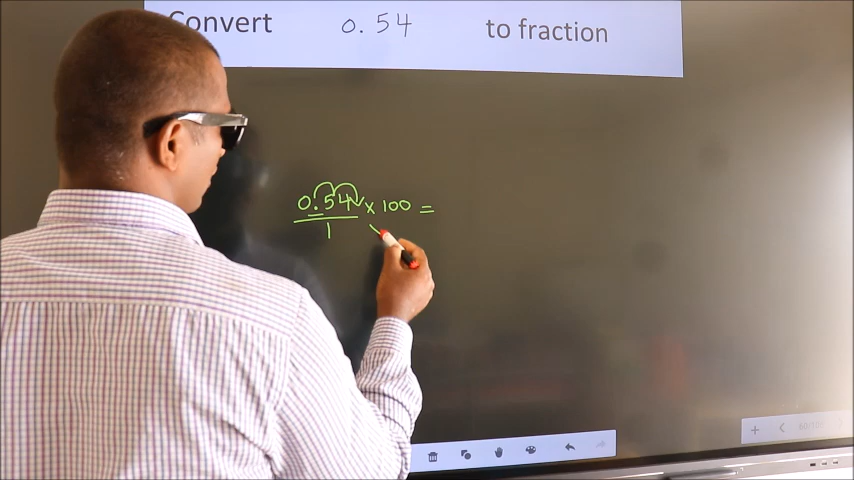 Convert 0.54 to fraction
0.54 × 100 =
1